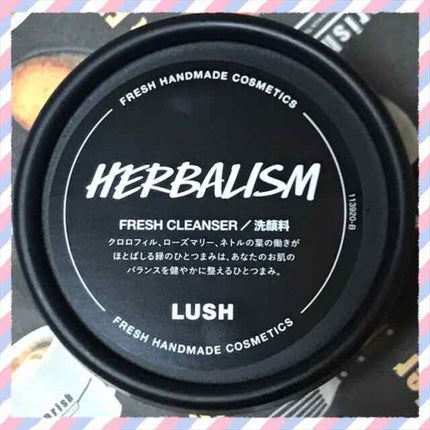 FRESH HANDMADE COSMETICS
HERBALISM
FRESH CLEANSER / 洗顔料
クロロフィル、ローズマリー、ネトルの葉の働きが
ほとばしる緑のひとつまみは、あなたのお肌の
バランスを健やかに整えるひとつまみ。
LUSH
FRESH HANDMADE COSMETICS
113920-B